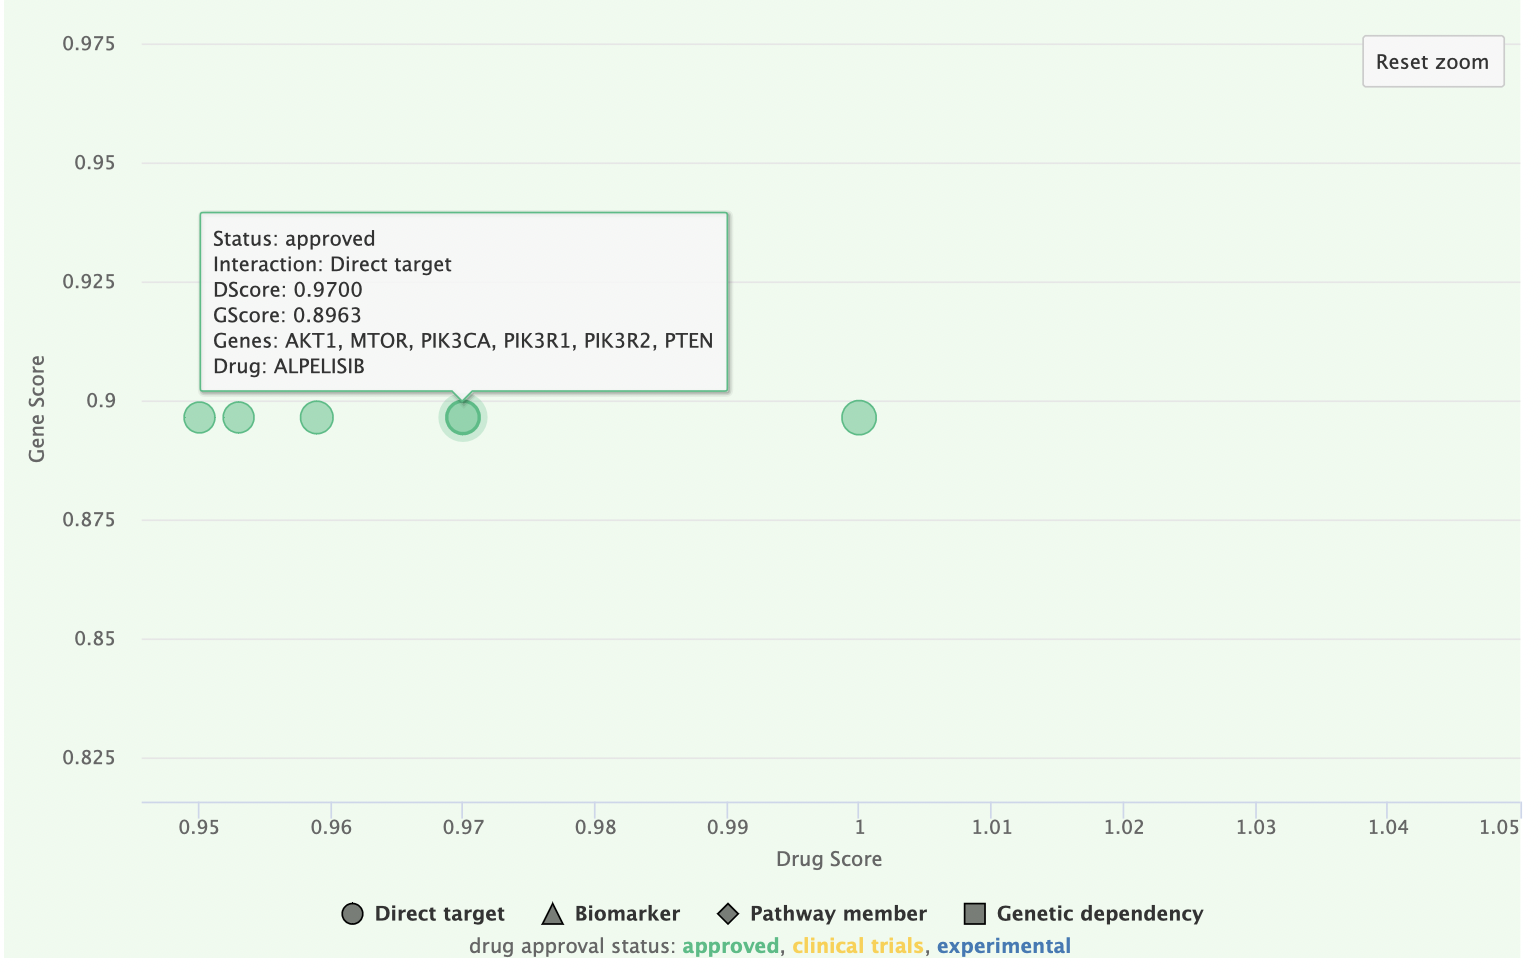 0.975
Reset zoom
0.95
Status: approved
Interaction: Direct target
DScore: 0.9700
GScore: 0.8963
Genes: AKT1, MTOR, PIK3CA, PIK3R1, PIK3R2, PTEN
Drug: ALPELISIB
0.925
0.9
Gene Score
0.875
0.85
0.825
0.95 0.96 0.97 0.98 0.99 1 1.01 1.02 1.03 1.04 1.05
Drug Score
Direct target Biomarker Pathway member Genetic dependency
drug approval status: approved, clinical trials, experimental